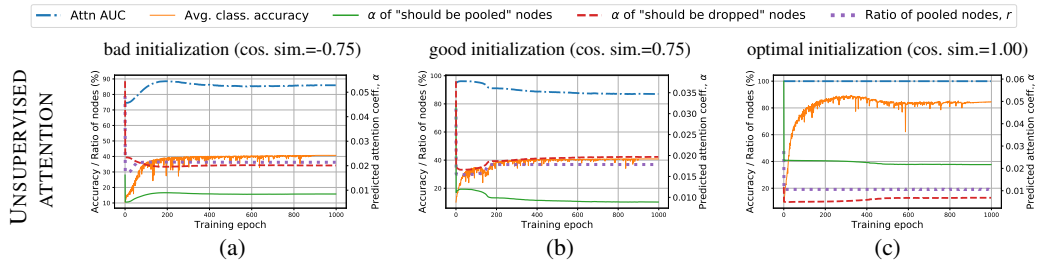 Attn AUC Avg. class. accuracy α of "should be pooled" nodes α of "should be dropped" nodes Ratio of pooled nodes, r
bad initialization (cos. sim.=-0.75) good initialization (cos. sim.=0.75) optimal initialization (cos. sim.=1.00)
UNSUPERVISED
ATTENTION
Accuracy / Ratio of nodes (%)
90
80
70
60
50
40
30
20
10
0.05
0.04
0.03
0.02
0.01
Predicted attention coeff., α
0 200 400 600 800 1000
Training epoch
(a)
Accuracy / Ratio of nodes (%)
100
80
60
40
20
0.035
0.030
0.025
0.020
0.015
0.010
Predicted attention coeff., α
0 200 400 600 800 1000
Training epoch
(b)
Accuracy / Ratio of nodes (%)
100
80
60
40
20
0.06
0.05
0.04
0.03
0.02
0.01
Predicted attention coeff., α
0 200 400 600 800 1000
Training epoch
(c)